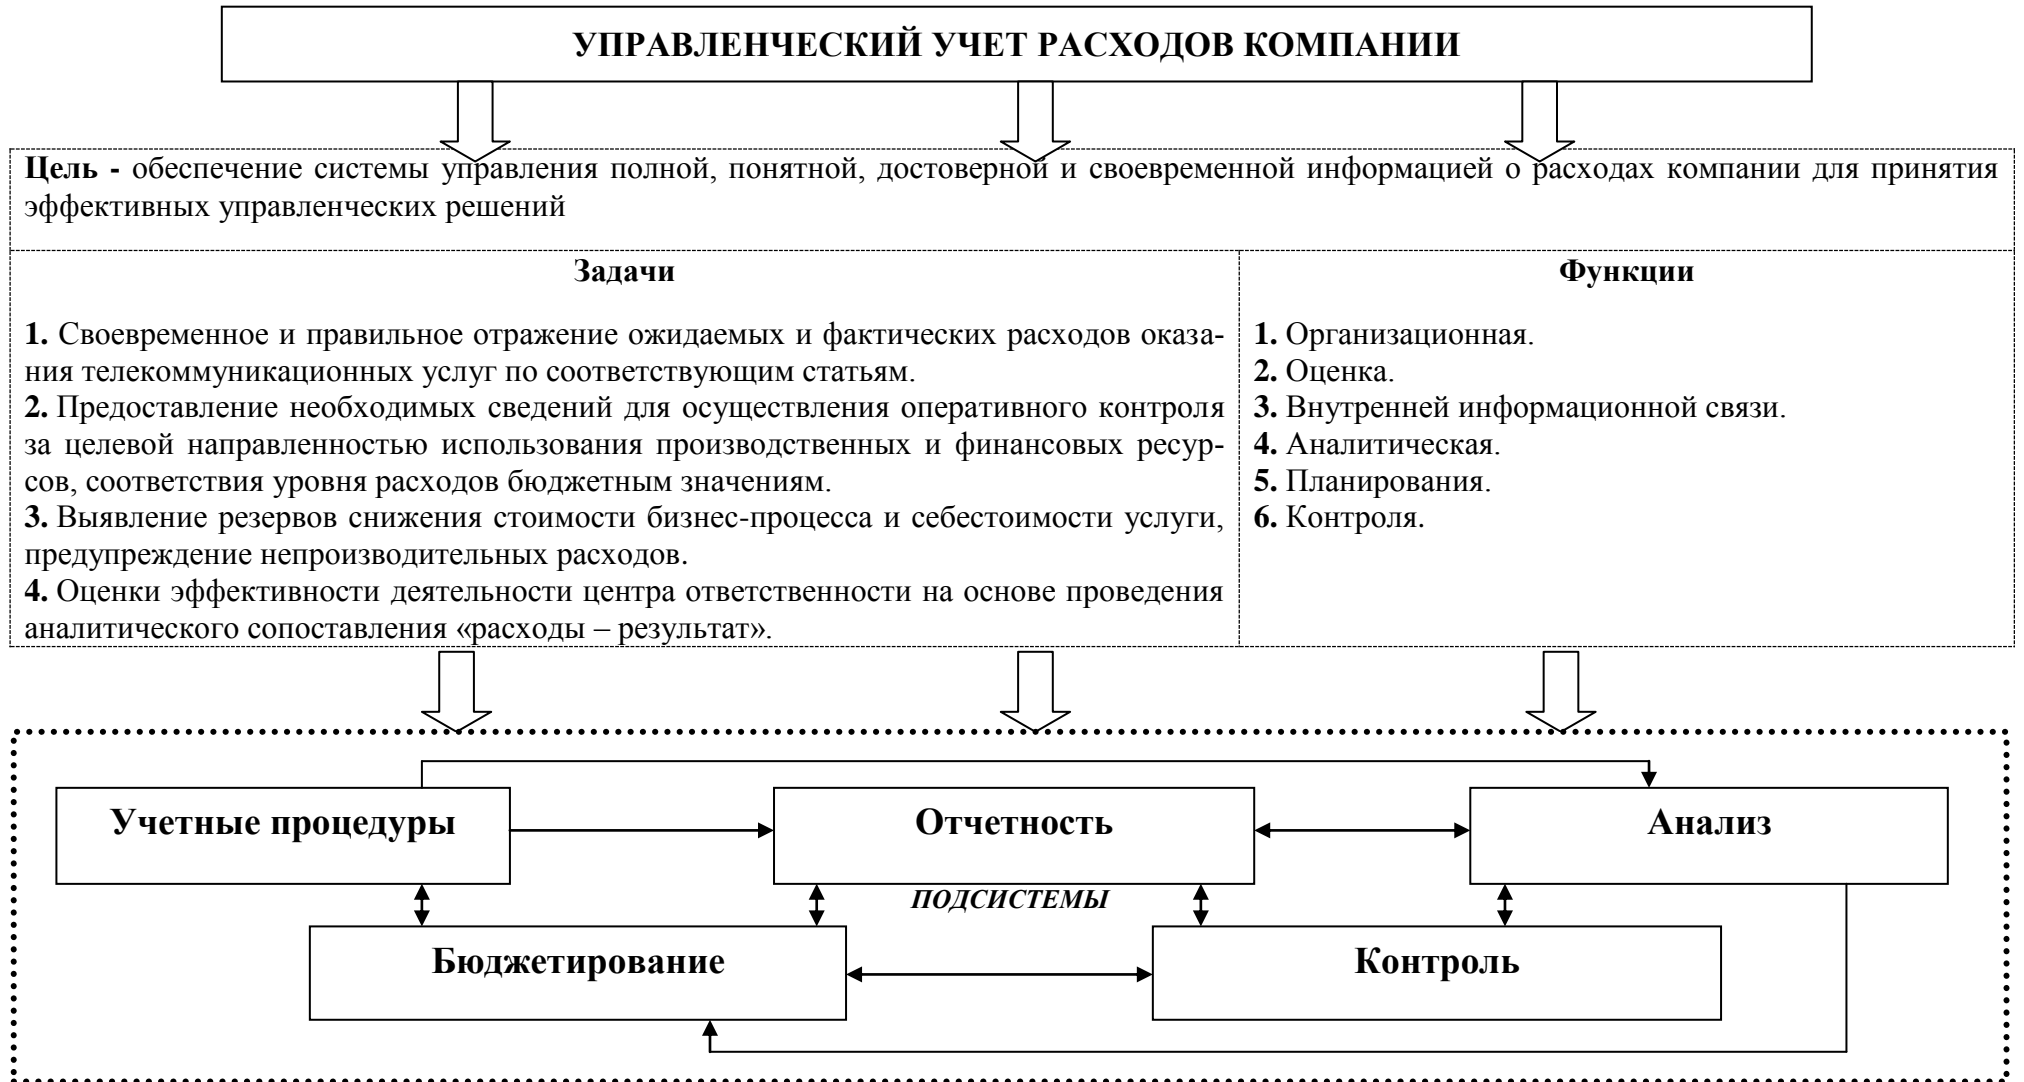 УПРАВЛЕНЧЕСКИЙ УЧЕТ РАСХОДОВ КОМПАНИИ
Цель - обеспечение системы управления полной, понятной, достоверной и своевременной информацией о расходах компании для принятия
эффективных управленческих решений
Задачи
1. Своевременное и правильное отражение ожидаемых и фактических расходов оказа-
ния телекоммуникационных услуг по соответствующим статьям.
2. Предоставление необходимых сведений для осуществления оперативного контроля
за целевой направленностью использования производственных и финансовых ресур-
сов, соответствия уровня расходов бюджетным значениям.
3. Выявление резервов снижения стоимости бизнес-процесса и себестоимости услуги,
предупреждение непроизводительных расходов.
4. Оценки эффективности деятельности центра ответственности на основе проведения
аналитического сопоставления «расходы – результат».
Функции
1. Организационная.
2. Оценка.
3. Внутренней информационной связи.
4. Аналитическая.
5. Планирования.
6. Контроля.
Учетные процедуры
Отчетность
Анализ
ПОДСИСТЕМЫ
Бюджетирование
Контроль